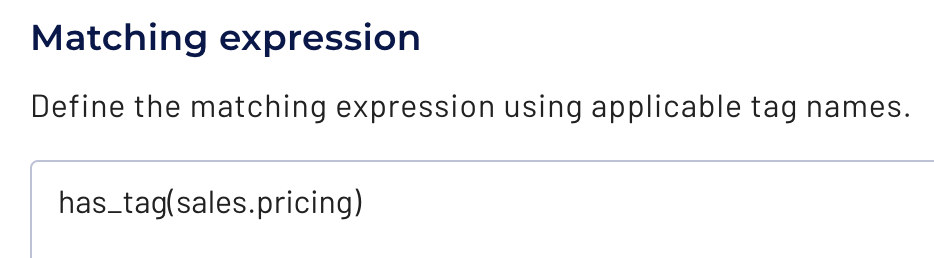 Matching expression
Define the matching expression using applicable tag names.
has_tag(sales.pricing)